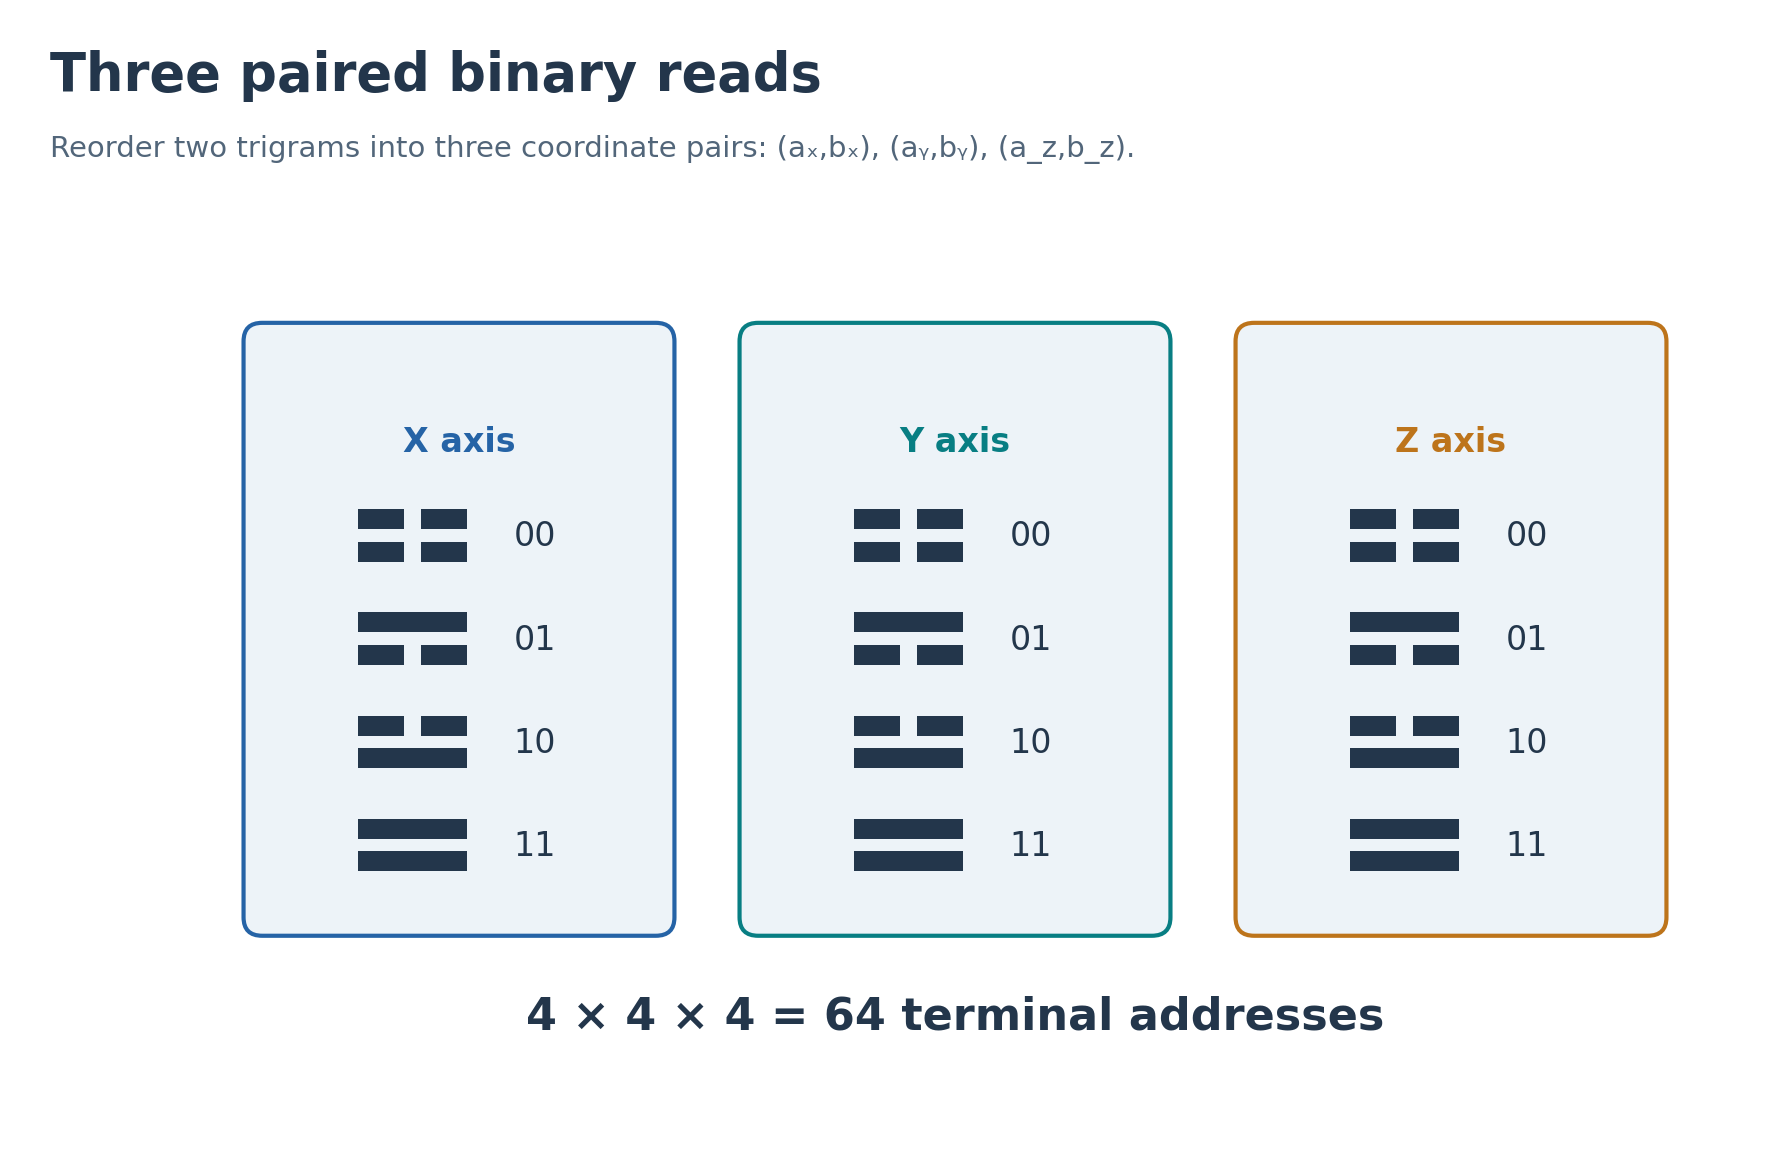 Three paired binary reads
Reorder two trigrams into three coordinate pairs: (aₓ,bₓ), (aᵧ,bᵧ), (a_z,b_z).
X axis
00
01
10
11
Y axis
00
01
10
11
Z axis
00
01
10
11
4 × 4 × 4 = 64 terminal addresses